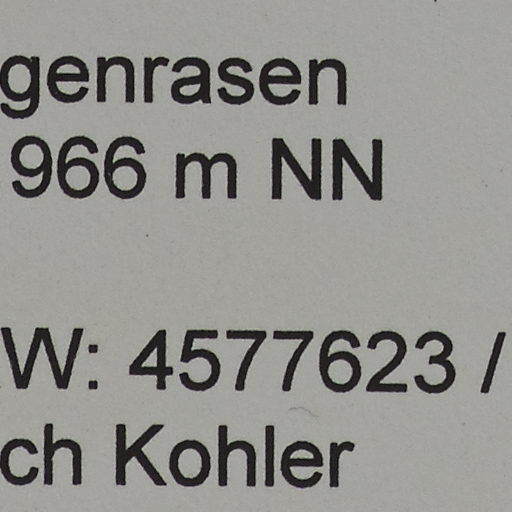 genrasen
966 m NN
W: 4577623 /
ch Kohler